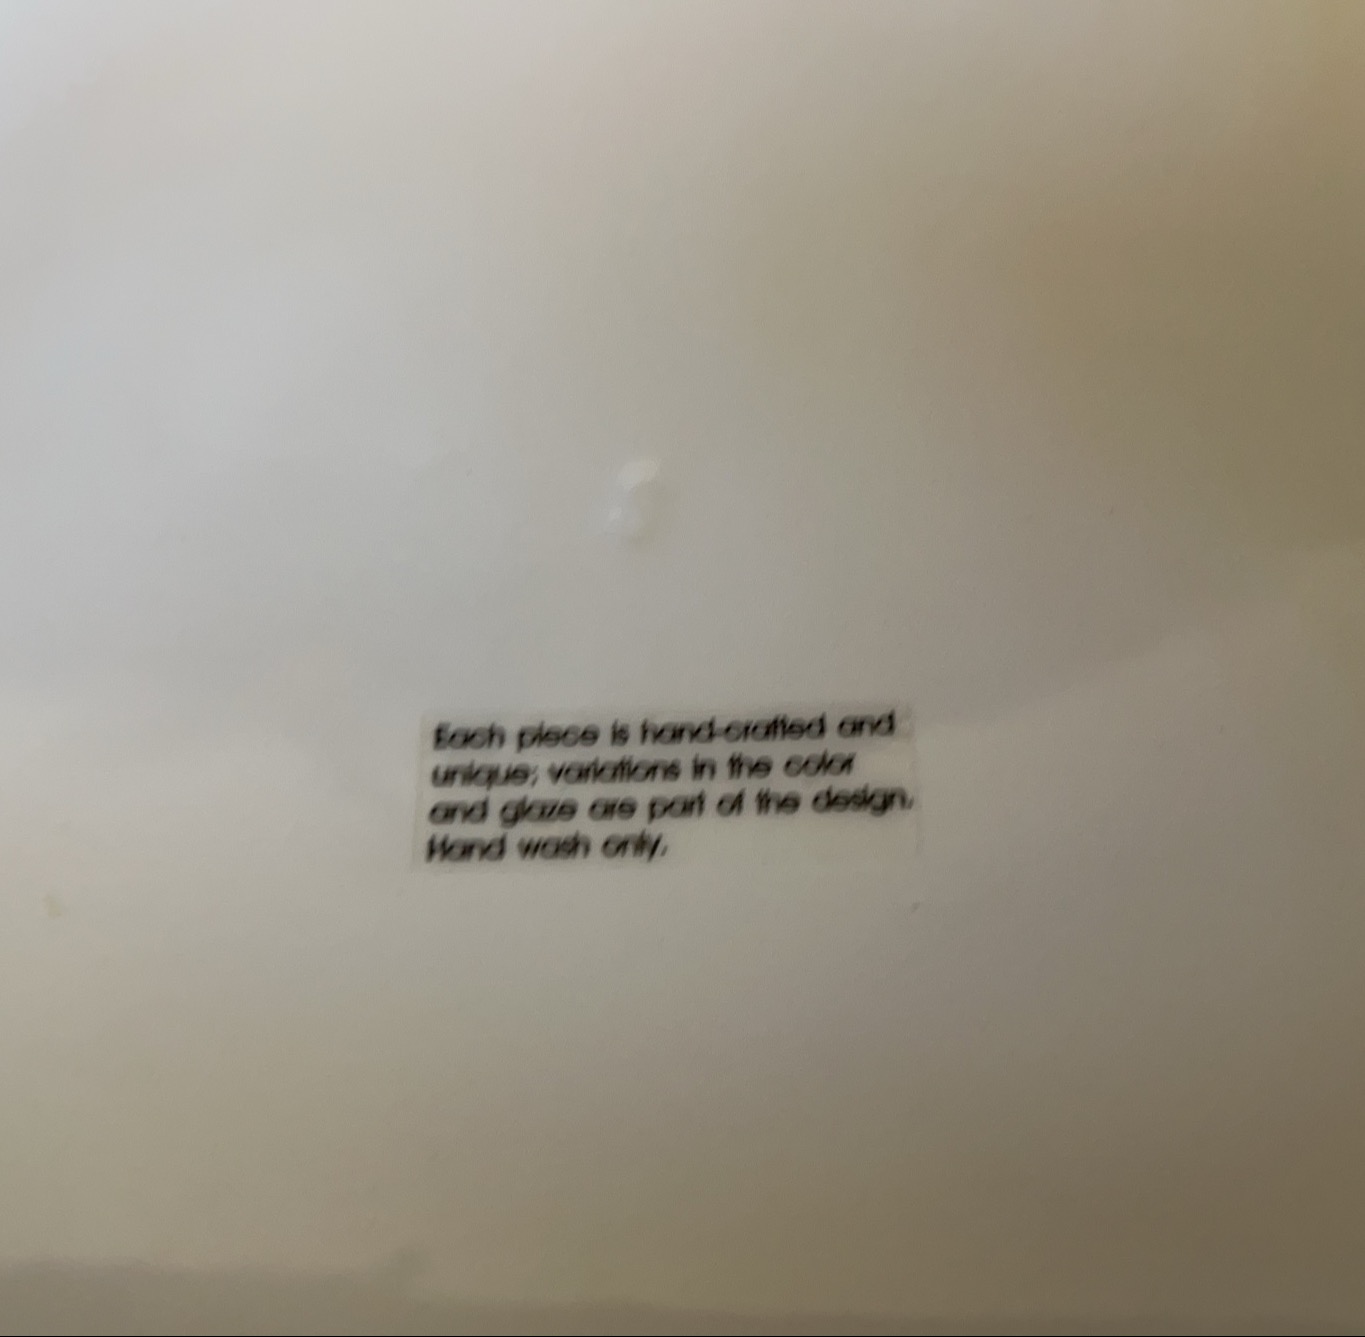 Each piece is hand-crafted and
unique; variations in the color
and glaze are part of the design.
Hand wash only.